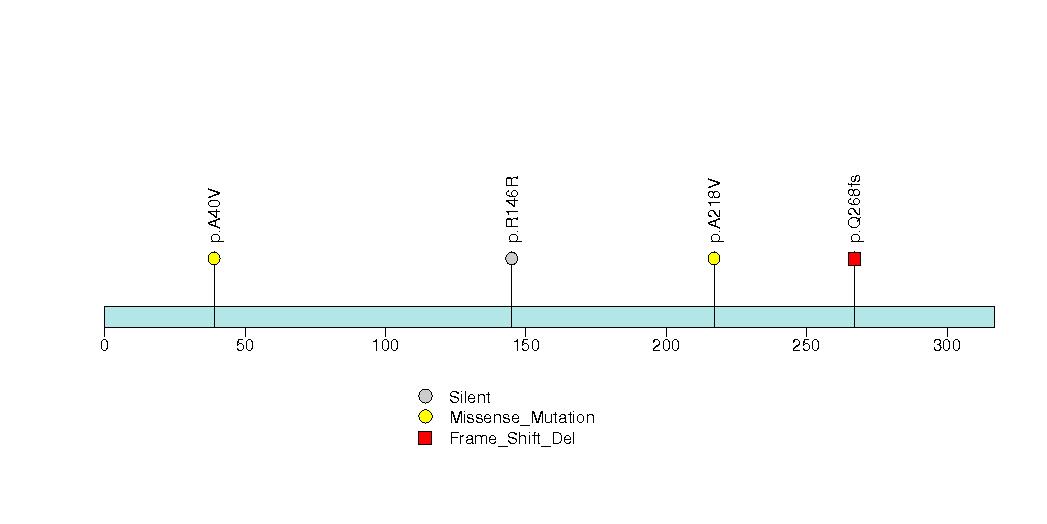 p.A40V
p.R146R
p.A218V
p.Q268fs
0 50 100 150 200 250 300
Silent
Missense_Mutation
Frame_Shift_Del